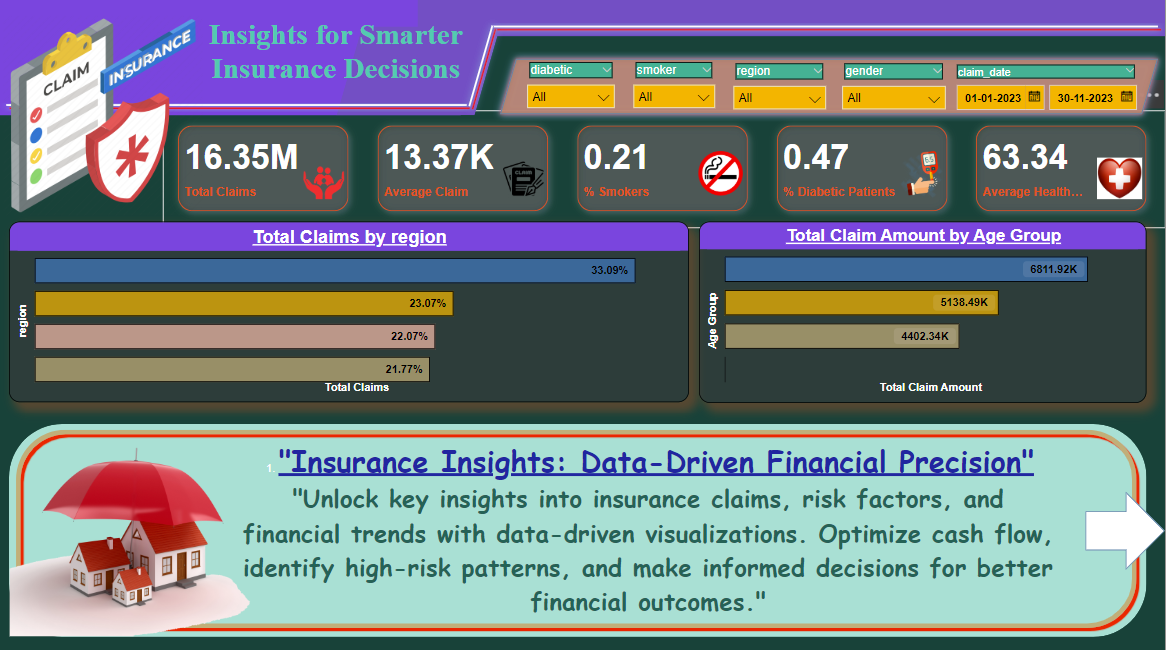 CLAIM
INSURANCE
Insights for Smarter
Insurance Decisions
diabetic
smoker
region
gender
claim_date
All
All
All
All
01-01-2023
30-11-2023
16.35M
Total Claims
13.37K
Average Claim
CLAIM
0.21
% Smokers
0.47
% Diabetic Patients
63.34
Average Health...
Total Claims by region
33.09%
23.07%
22.07%
21.77%
region
Total Claims
Total Claim Amount by Age Group
6811.92K
5138.49K
4402.34K
Age Group
Total Claim Amount
1. "Insurance Insights: Data-Driven Financial Precision"
"Unlock key insights into insurance claims, risk factors, and
financial trends with data-driven visualizations. Optimize cash flow,
identify high-risk patterns, and make informed decisions for better
financial outcomes."